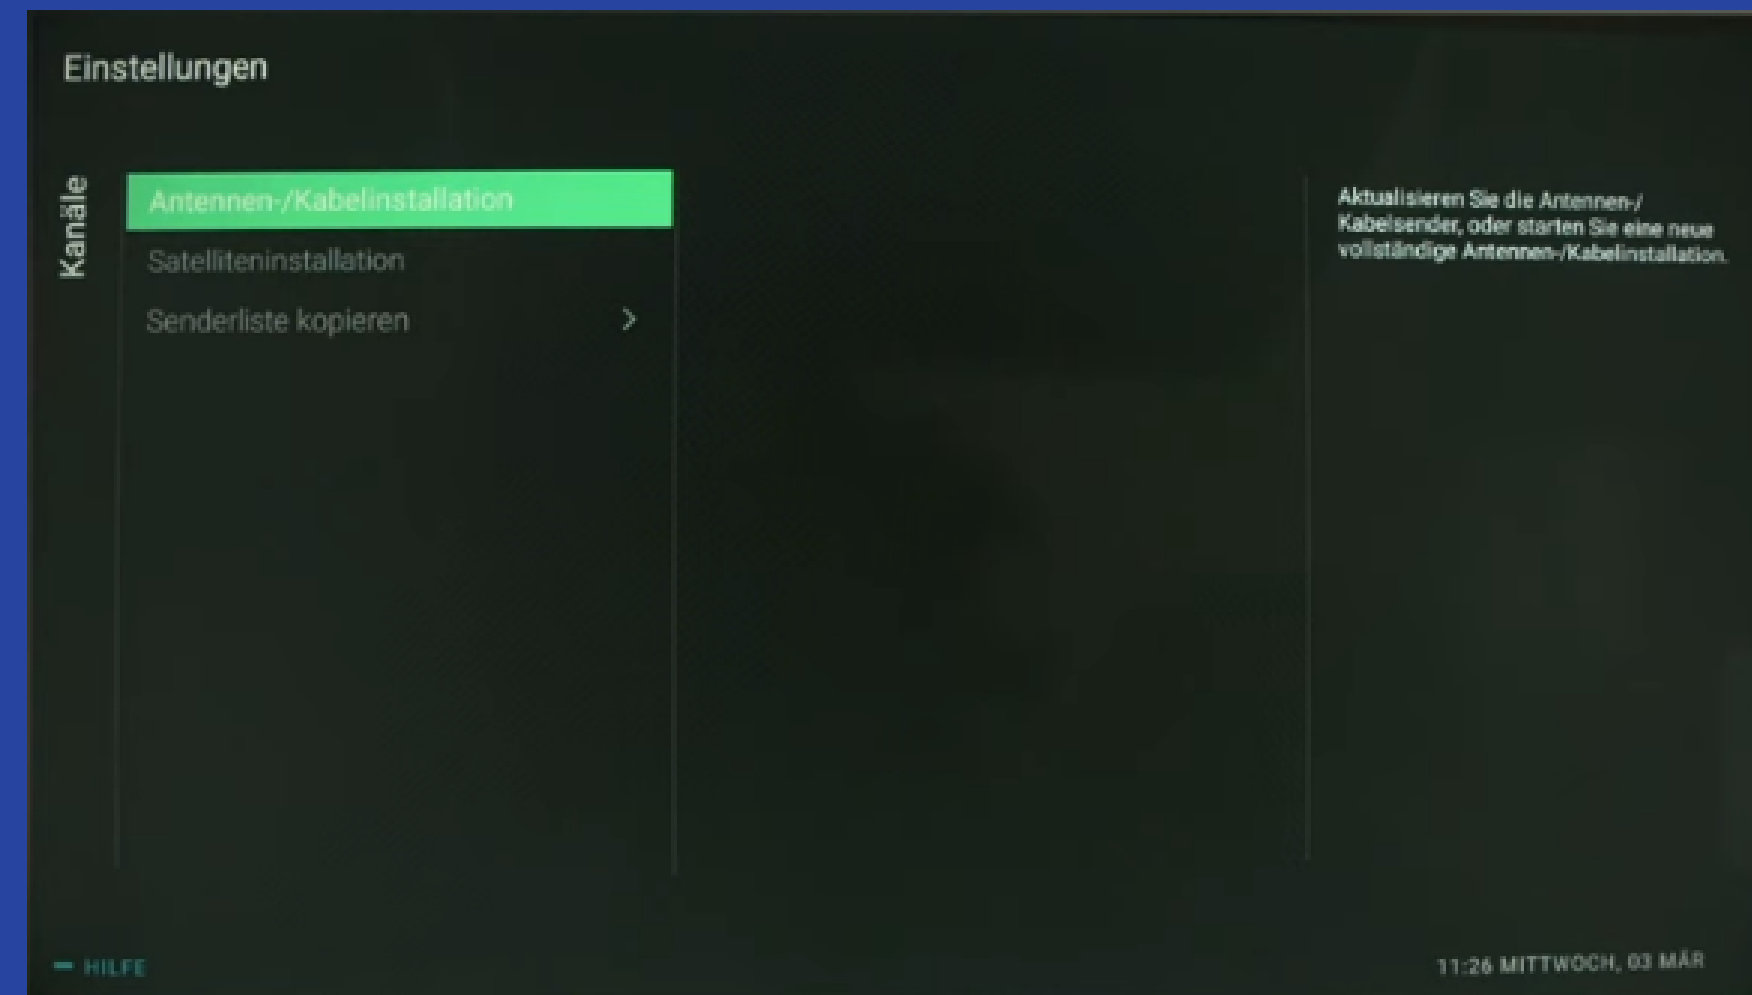 Einstellungen
Kanäle
Antennen-/Kabelinstallation
Satelliteninstallation
Senderliste kopieren
Aktualisieren Sie die Antennen-/
Kabelsender, oder starten Sie eine neue
vollständige Antennen-/Kabelinstallation.
HILFE
11:26 MITTWOCH, 03 MÄR